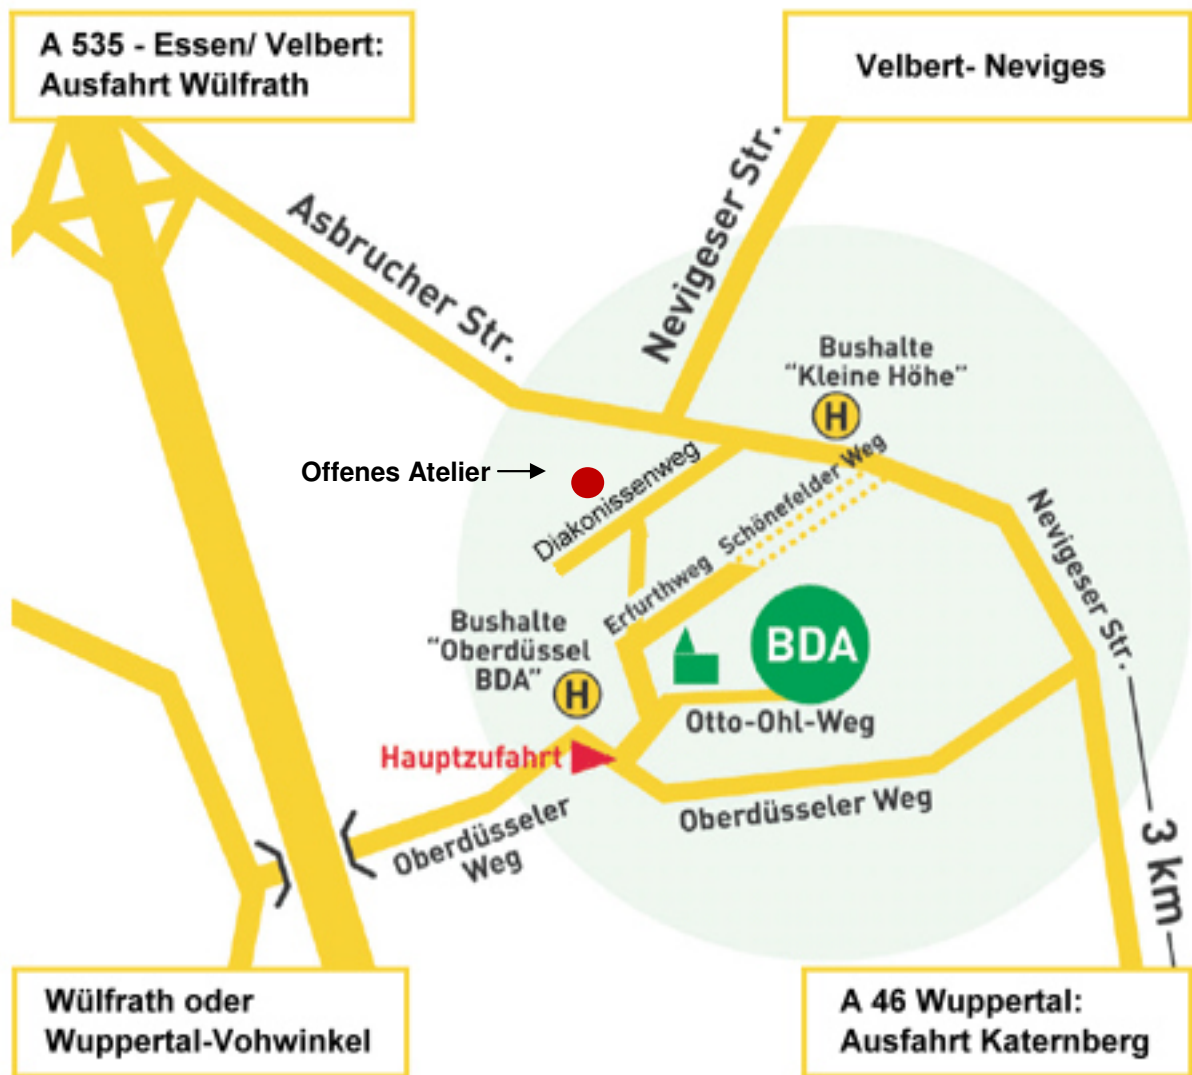 A 535 - Essen/ Velbert:
Ausfahrt Wülfrath
Velbert- Neviges
Asbrucher Str.
Nevigeser Str.
Bushalte
"Kleine Höhe"
H
Offenes Atelier
Diakonissenweg
Schönefelder Weg
Erfurthweg
Nevigeser Str.
Bushalte
"Oberdüssel
BDA"
H
BDA
Otto-Ohl-Weg
Hauptzufahrt
Oberdüsseler Weg
Oberdüsseler
Weg
3 km
Wülfrath oder
Wuppertal-Vohwinkel
A 46 Wuppertal:
Ausfahrt Katernberg